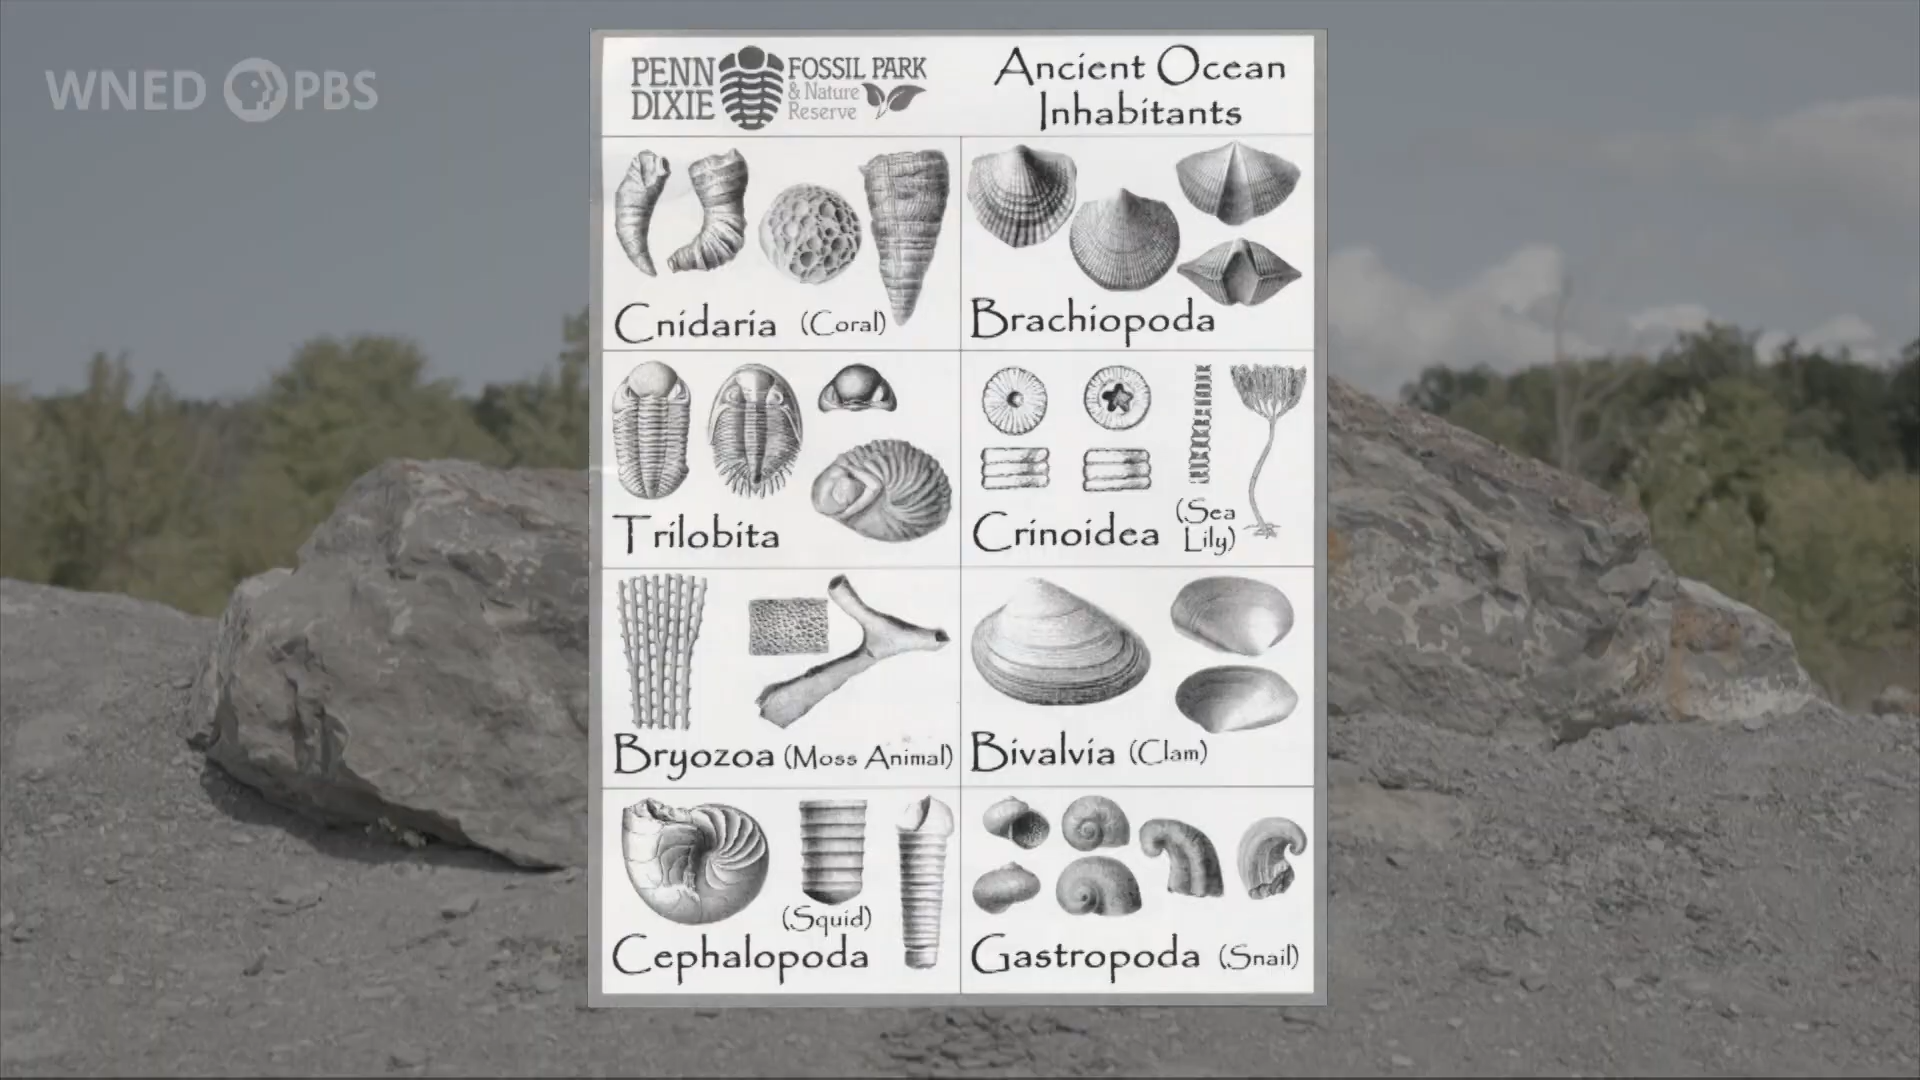 WNED PBS
PENN DIXIE
FOSSIL PARK
& Nature
Reserve
Ancient Ocean
Inhabitants
Cnidaria (Coral)
Brachiopoda
Trilobita
Crinoidea (Sea Lily)
Bryozoa (Moss Animal)
Bivalvia (Clam)
(Squid)
Cephalopoda
Gastropoda (Snail)